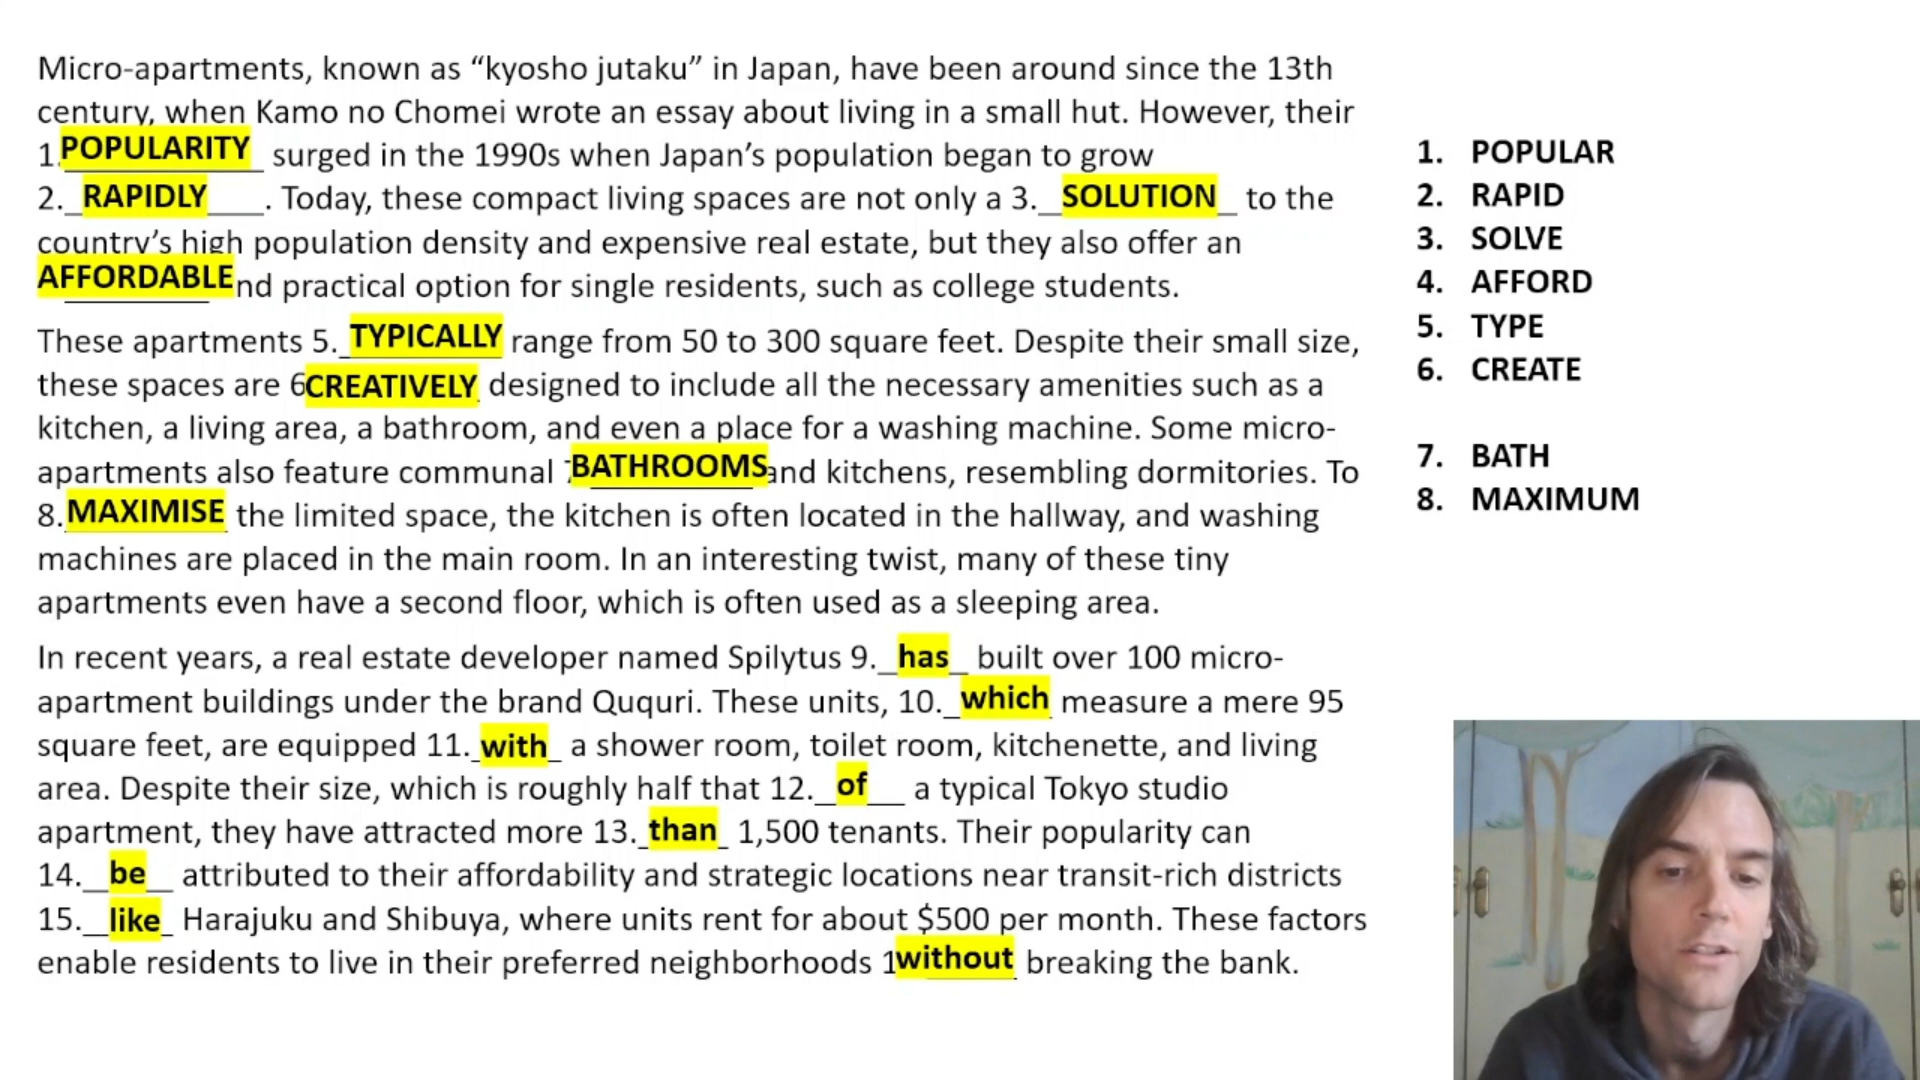 Micro-apartments, known as “kyosho jutaku” in Japan, have been around since the 13th
century, when Kamo no Chomei wrote an essay about living in a small hut. However, their
1. POPULARITY surged in the 1990s when Japan’s population began to grow
2._RAPIDLY___. Today, these compact living spaces are not only a 3._SOLUTION_ to the
country’s high population density and expensive real estate, but they also offer an
AFFORDABLE nd practical option for single residents, such as college students.
These apartments 5._TYPICALLY range from 50 to 300 square feet. Despite their small size,
these spaces are 6 CREATIVELY designed to include all the necessary amenities such as a
kitchen, a living area, a bathroom, and even a place for a washing machine. Some micro-
apartments also feature communal BATHROOMS and kitchens, resembling dormitories. To
8. MAXIMISE the limited space, the kitchen is often located in the hallway, and washing
machines are placed in the main room. In an interesting twist, many of these tiny
apartments even have a second floor, which is often used as a sleeping area.
In recent years, a real estate developer named Spilytus 9._has_ built over 100 micro-
apartment buildings under the brand Ququri. These units, 10._which measure a mere 95
square feet, are equipped 11._with_ a shower room, toilet room, kitchenette, and living
area. Despite their size, which is roughly half that 12._of__ a typical Tokyo studio
apartment, they have attracted more 13._than_ 1,500 tenants. Their popularity can
14.__be__ attributed to their affordability and strategic locations near transit-rich districts
15.__like_ Harajuku and Shibuya, where units rent for about $500 per month. These factors
enable residents to live in their preferred neighborhoods 1 without breaking the bank.
1. POPULAR
2. RAPID
3. SOLVE
4. AFFORD
5. TYPE
6. CREATE
7. BATH
8. MAXIMUM